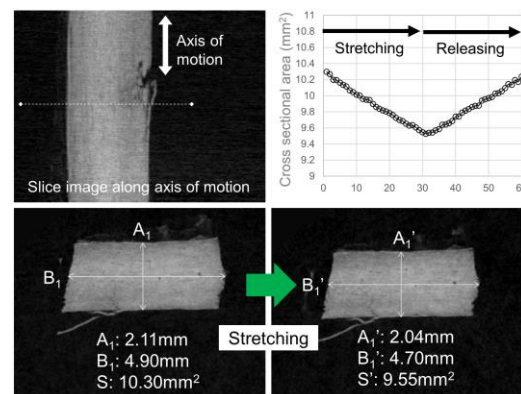 Axis of
motion
Slice image along axis of motion
Cross sectional area (mm²)
11
10.8
10.6
10.4
10.2
10
9.8
9.6
9.4
9.2
9
Stretching
Releasing
0
10
20
30
40
50
60
A₁
B₁
A₁: 2.11mm
B₁: 4.90mm
S: 10.30mm²
Stretching
A₁'
B₁'
A₁': 2.04mm
B₁': 4.70mm
S': 9.55mm²